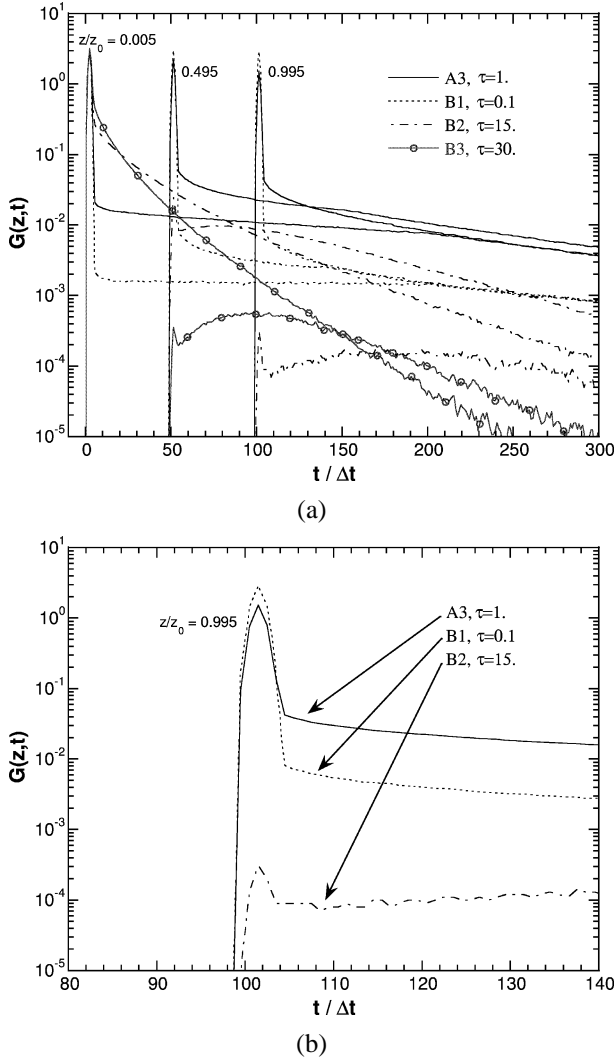 z/z0 = 0.005
0.495
0.995
A3, τ=1.
B1, τ=0.1
B2, τ=15.
B3, τ=30.
G(z,t)
10^1
10^0
10^-1
10^-2
10^-3
10^-4
10^-5
0 50 100 150 200 250 300
t / Δt
(a)
z/z0 = 0.995
A3, τ=1.
B1, τ=0.1
B2, τ=15.
G(z,t)
10^1
10^0
10^-1
10^-2
10^-3
10^-4
10^-5
80 90 100 110 120 130 140
t / Δt
(b)